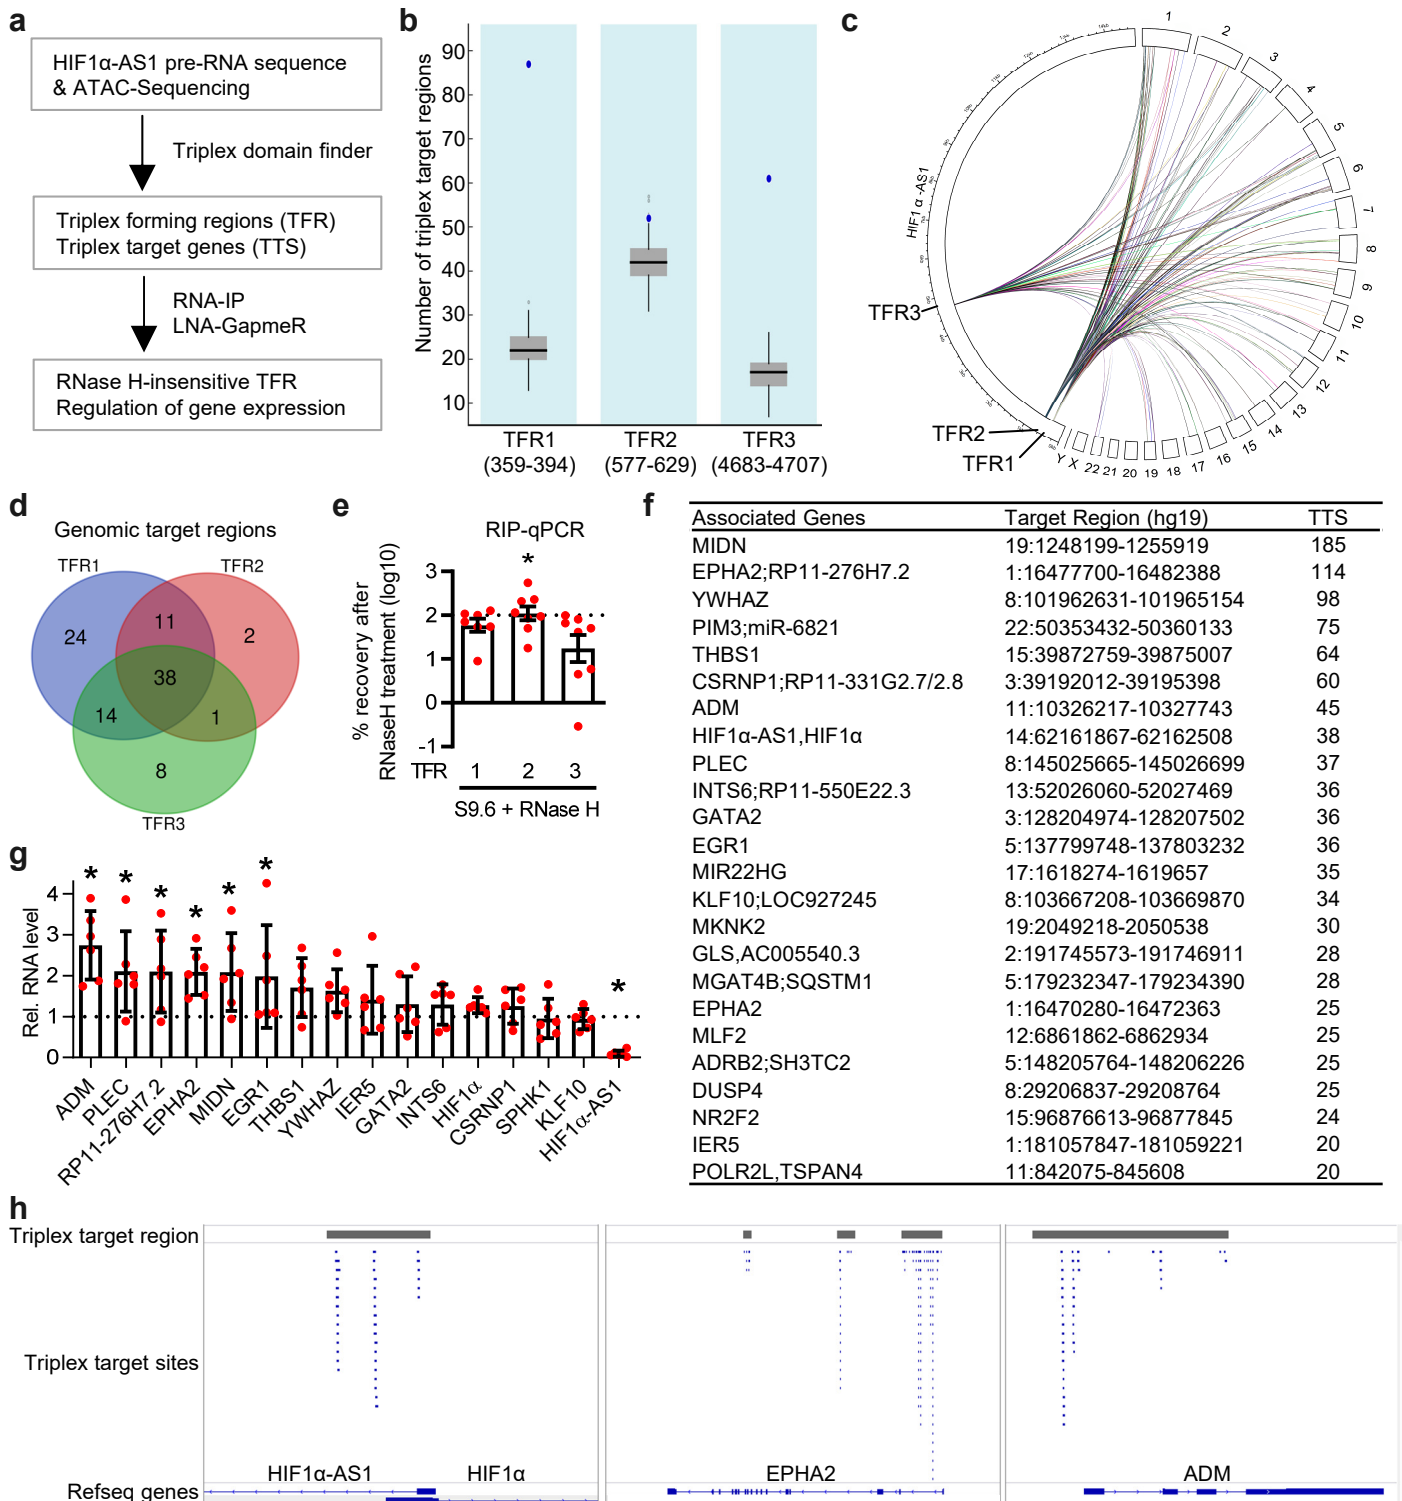 a
HIF1α-AS1 pre-RNA sequence
& ATAC-Sequencing
Triplex domain finder
Triplex forming regions (TFR)
Triplex target genes (TTS)
RNA-IP
LNA-GapmeR
RNase H-insensitive TFR
Regulation of gene expression
b
Number of triplex target regions
90
80
70
60
50
40
30
20
10
TFR1 TFR2 TFR3
(359-394) (577-629) (4683-4707)
c
HIF1α-AS1
TFR3
TFR2
TFR1
1
2
3
4
5
6
7
8
9
10
11
12
13
14
15
16
17
18
19
20
21
22
X
Y
d
Genomic target regions
TFR1 TFR2
24 11 2
38
14 1
8
TFR3
e
RIP-qPCR
% recovery after
RNaseH treatment (log10)
*
3
2
1
0
-1
TFR 1 2 3
S9.6 + RNase H
f
Associated Genes Target Region (hg19) TTS
MIDN 19:1248199-1255919 185
EPHA2;RP11-276H7.2 1:16477700-16482388 114
YWHAZ 8:101962631-101965154 98
PIM3;miR-6821 22:50353432-50360133 75
THBS1 15:39872759-39875007 64
CSRNP1;RP11-331G2.7/2.8 3:39192012-39195398 60
ADM 11:10326217-10327743 45
HIF1α-AS1,HIF1α 14:62161867-62162508 38
PLEC 8:145025665-145026699 37
INTS6;RP11-550E22.3 13:52026060-52027469 36
GATA2 3:128204974-128207502 36
EGR1 5:137799748-137803232 36
MIR22HG 17:1618274-1619657 35
KLF10;LOC927245 8:103667208-103669870 34
MKNK2 19:2049218-2050538 30
GLS,AC005540.3 2:191745573-191746911 28
MGAT4B;SQSTM1 5:179232347-179234390 28
EPHA2 1:16470280-16472363 25
MLF2 12:6861862-6862934 25
ADRB2;SH3TC2 5:148205764-148206226 25
DUSP4 8:29206837-29208764 25
NR2F2 15:96876613-96877845 24
IER5 1:181057847-181059221 20
POLR2L,TSPAN4 11:842075-845608 20
g
Rel. RNA level
4
3
2
1
0
* * * * * * *
ADM
PLEC
RP11-276H7.2
EPHA2
MIDN
EGR1
THBS1
YWHAZ
IER5
GATA2
INTS6
HIF1α
CSRNP1
SPHK1
KLF10
HIF1α-AS1
h
Triplex target region
Triplex target sites
HIF1α-AS1 HIF1α EPHA2 ADM
Refseq genes